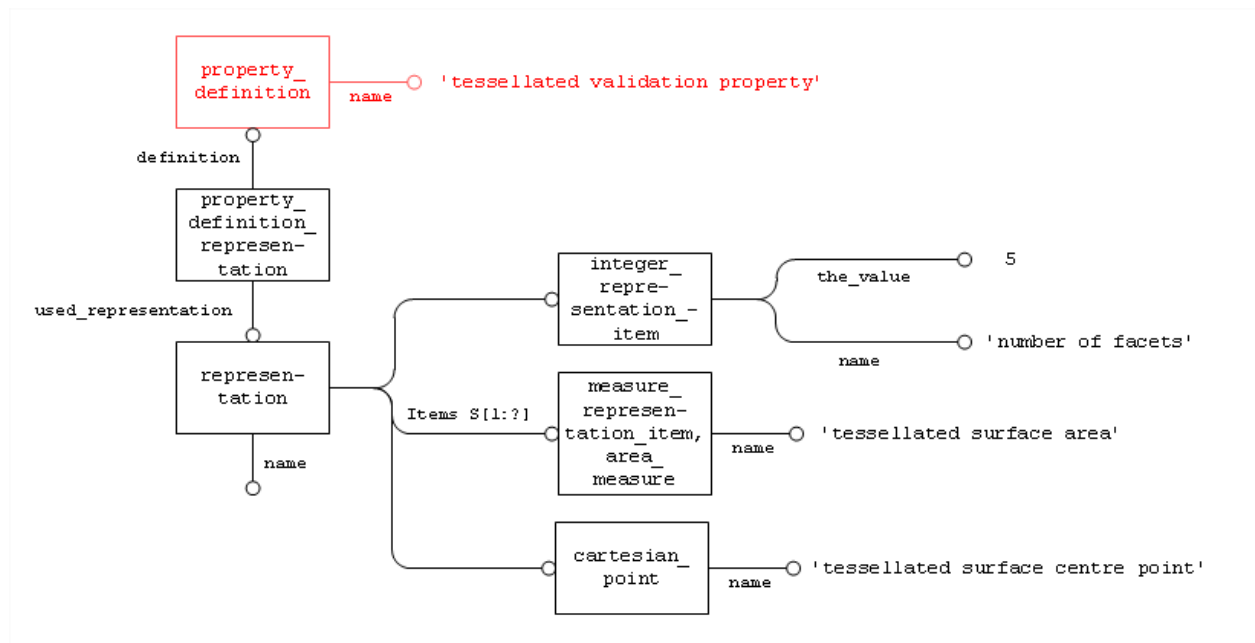 property_
definition
name
'tessellated validation property'
definition
property_
definition_
represen-
tation
used_representation
represen-
tation
name
Items S[1:?]
integer_
repre-
sentation_-
item
the_value
5
name
'number of facets'
measure_
represen-
tation_item,
area_
measure
name
'tessellated surface area'
cartesian_
point
name
'tessellated surface centre point'